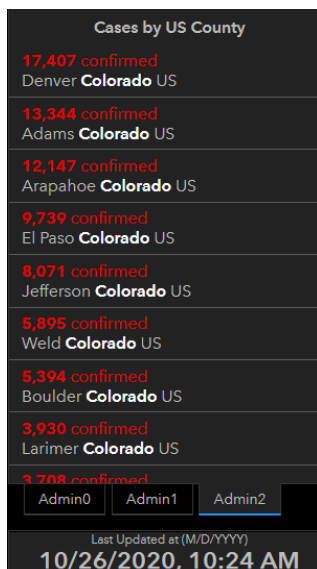 Cases by US County
17,407 confirmed
Denver Colorado US
13,344 confirmed
Adams Colorado US
12,147 confirmed
Arapahoe Colorado US
9,739 confirmed
El Paso Colorado US
8,071 confirmed
Jefferson Colorado US
5,895 confirmed
Weld Colorado US
5,394 confirmed
Boulder Colorado US
3,930 confirmed
Larimer Colorado US
3,708 confirmed
Admin0 Admin1 Admin2
Last Updated at (M/D/YYYY)
10/26/2020, 10:24 AM